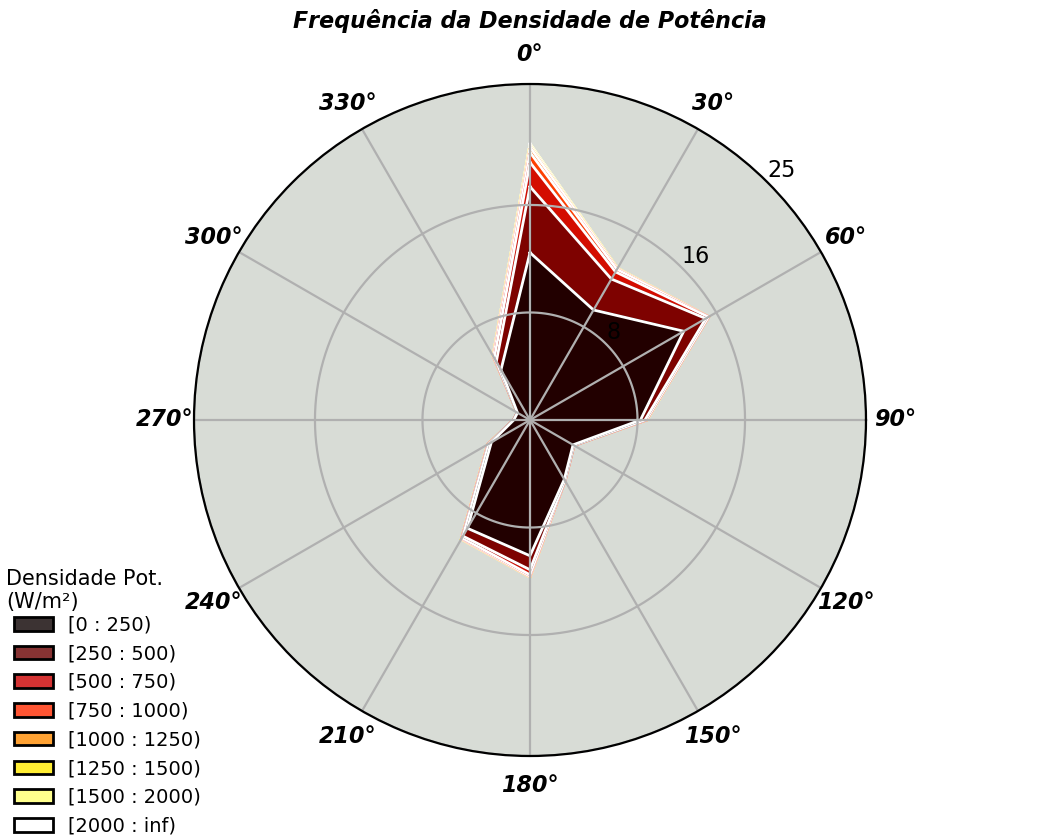 Frequência da Densidade de Potência
0°
330°
30°
25
300°
60°
16
8
270°
90°
240°
120°
210°
150°
180°
Densidade Pot.
(W/m²)
[0 : 250)
[250 : 500)
[500 : 750)
[750 : 1000)
[1000 : 1250)
[1250 : 1500)
[1500 : 2000)
[2000 : inf)